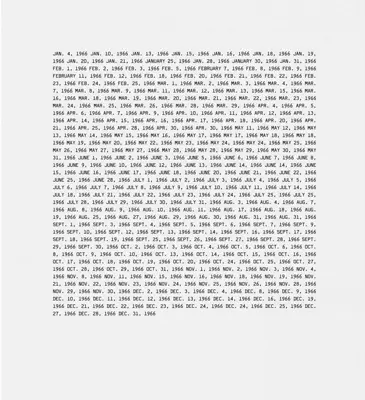 JAN. 4, 1966 JAN. 10, 1966 JAN. 13, 1966 JAN. 15, 1966 JAN. 16, 1966 JAN. 18, 1966 JAN. 19,
1966 JAN. 20, 1966 JAN. 21, 1966 JANUARY 25, 1966 JAN. 28, 1966 JANUARY 30, 1966 JAN. 31, 1966
FEB. 1, 1966 FEB. 2, 1966 FEB. 3, 1966 FEB. 5, 1966 FEBRUARY 7, 1966 FEB. 8, 1966 FEB. 9, 1966
FEBRUARY 11, 1966 FEB. 12, 1966 FEB. 18, 1966 FEB. 20, 1966 FEB. 21, 1966 FEB. 22, 1966 FEB.
23, 1966 FEB. 24, 1966 FEB. 25, 1966 MAR. 1, 1966 MAR. 2, 1966 MAR. 3, 1966 MAR. 4, 1966 MAR.
7, 1966 MAR. 8, 1966 MAR. 9, 1966 MAR. 11, 1966 MAR. 12, 1966 MAR. 13, 1966 MAR. 15, 1966 MAR.
16, 1966 MAR. 18, 1966 MAR. 19, 1966 MAR. 20, 1966 MAR. 21, 1966 MAR. 22, 1966 MAR. 23, 1966
MAR. 24, 1966 MAR. 25, 1966 MAR. 26, 1966 MAR. 28, 1966 MAR. 29, 1966 APR. 4, 1966 APR. 5,
1966 APR. 6, 1966 APR. 7, 1966 APR. 9, 1966 APR. 10, 1966 APR. 11, 1966 APR. 12, 1966 APR. 13,
1966 APR. 14, 1966 APR. 15, 1966 APR. 16, 1966 APR. 17, 1966 APR. 18, 1966 APR. 20, 1966 APR.
21, 1966 APR. 25, 1966 APR. 28, 1966 APR. 30, 1966 APR. 30, 1966 MAY 11, 1966 MAY 12, 1966 MAY
13, 1966 MAY 14, 1966 MAY 15, 1966 MAY 16, 1966 MAY 17, 1966 MAY 17, 1966 MAY 18, 1966 MAY 18,
1966 MAY 19, 1966 MAY 20, 1966 MAY 22, 1966 MAY 23, 1966 MAY 24, 1966 MAY 24, 1966 MAY 25, 1966
MAY 26, 1966 MAY 27, 1966 MAY 27, 1966 MAY 28, 1966 MAY 28, 1966 MAY 29, 1966 MAY 30, 1966 MAY
31, 1966 JUNE 1, 1966 JUNE 2, 1966 JUNE 3, 1966 JUNE 5, 1966 JUNE 6, 1966 JUNE 7, 1966 JUNE 8,
1966 JUNE 9, 1966 JUNE 10, 1966 JUNE 12, 1966 JUNE 13, 1966 JUNE 14, 1966 JUNE 14, 1966 JUNE
15, 1966 JUNE 16, 1966 JUNE 17, 1966 JUNE 18, 1966 JUNE 20, 1966 JUNE 21, 1966 JUNE 22, 1966
JUNE 25, 1966 JUNE 28, 1966 JULY 1, 1966 JULY 2, 1966 JULY 3, 1966 JULY 4, 1966 JULY 5, 1966
JULY 6, 1966 JULY 7, 1966 JULY 8, 1966 JULY 9, 1966 JULY 10, 1966 JULY 11, 1966 JULY 14, 1966
JULY 18, 1966 JULY 21, 1966 JULY 22, 1966 JULY 23, 1966 JULY 24, 1966 JULY 25, 1966 JULY 25,
1966 JULY 28, 1966 JULY 29, 1966 JULY 30, 1966 JULY 31, 1966 AUG. 3, 1966 AUG. 4, 1966 AUG. 7,
1966 AUG. 8, 1966 AUG. 9, 1966 AUG. 10, 1966 AUG. 11, 1966 AUG. 17, 1966 AUG. 18, 1966 AUG.
19, 1966 AUG. 25, 1966 AUG. 27, 1966 AUG. 29, 1966 AUG. 30, 1966 AUG. 31, 1966 AUG. 31, 1966
SEPT. 1, 1966 SEPT. 3, 1966 SEPT. 4, 1966 SEPT. 5, 1966 SEPT. 6, 1966 SEPT. 7, 1966 SEPT. 9,
1966 SEPT. 10, 1966 SEPT. 12, 1966 SEPT. 13, 1966 SEPT. 14, 1966 SEPT. 16, 1966 SEPT. 17, 1966
SEPT. 18, 1966 SEPT. 19, 1966 SEPT. 25, 1966 SEPT. 26, 1966 SEPT. 27, 1966 SEPT. 28, 1966 SEPT.
29, 1966 SEPT. 30, 1966 OCT. 2, 1966 OCT. 3, 1966 OCT. 4, 1966 OCT. 5, 1966 OCT. 6, 1966 OCT.
8, 1966 OCT. 9, 1966 OCT. 10, 1966 OCT. 13, 1966 OCT. 14, 1966 OCT. 15, 1966 OCT. 16, 1966
OCT. 17, 1966 OCT. 18, 1966 OCT. 19, 1966 OCT. 20, 1966 OCT. 24, 1966 OCT. 25, 1966 OCT. 27,
1966 OCT. 28, 1966 OCT. 29, 1966 OCT. 31, 1966 NOV. 1, 1966 NOV. 2, 1966 NOV. 3, 1966 NOV. 4,
1966 NOV. 8, 1966 NOV. 11, 1966 NOV. 13, 1966 NOV. 16, 1966 NOV. 18, 1966 NOV. 19, 1966 NOV.
21, 1966 NOV. 22, 1966 NOV. 23, 1966 NOV. 24, 1966 NOV. 25, 1966 NOV. 26, 1966 NOV. 28, 1966
NOV. 29, 1966 NOV. 30, 1966 DEC. 2, 1966 DEC. 3, 1966 DEC. 4, 1966 DEC. 8, 1966 DEC. 9, 1966
DEC. 10, 1966 DEC. 11, 1966 DEC. 12, 1966 DEC. 13, 1966 DEC. 14, 1966 DEC. 16, 1966 DEC. 19,
1966 DEC. 21, 1966 DEC. 22, 1966 DEC. 23, 1966 DEC. 24, 1966 DEC. 24, 1966 DEC. 25, 1966 DEC.
27, 1966 DEC. 28, 1966 DEC. 31, 1966